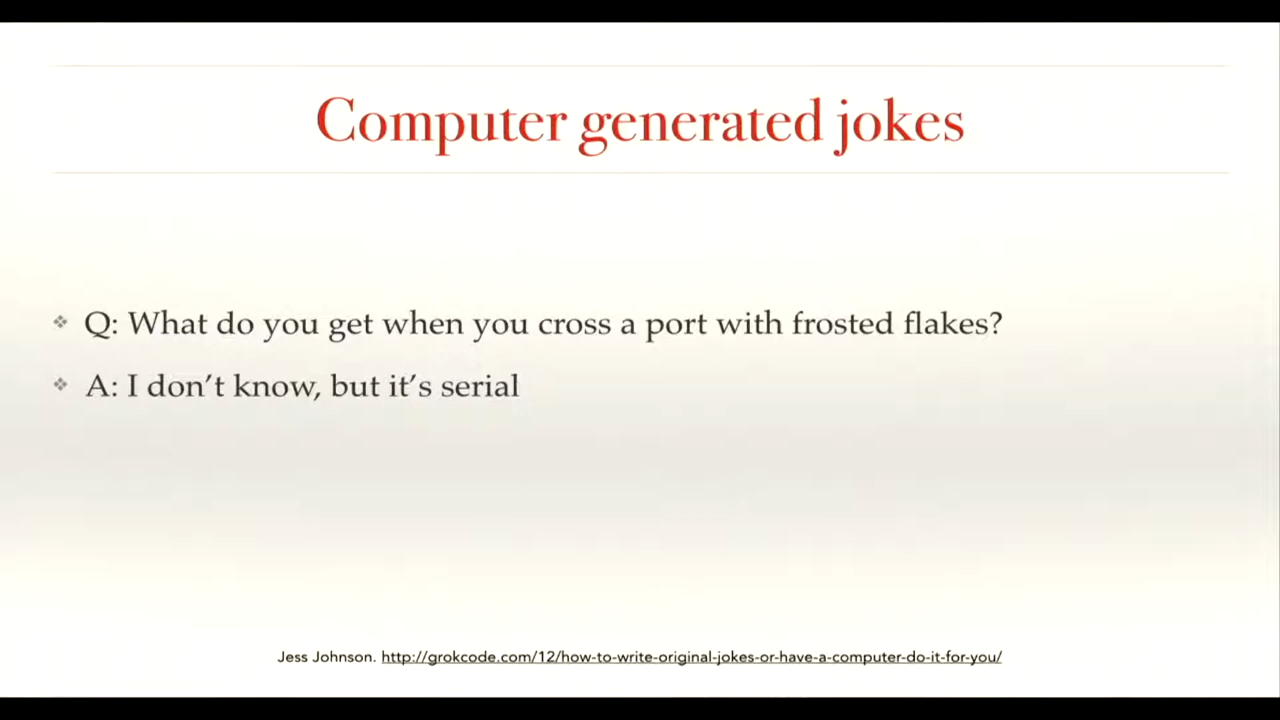 Computer generated jokes
Q: What do you get when you cross a port with frosted flakes?
A: I don’t know, but it’s serial
Jess Johnson. http://grokcode.com/12/how-to-write-original-jokes-or-have-a-computer-do-it-for-you/